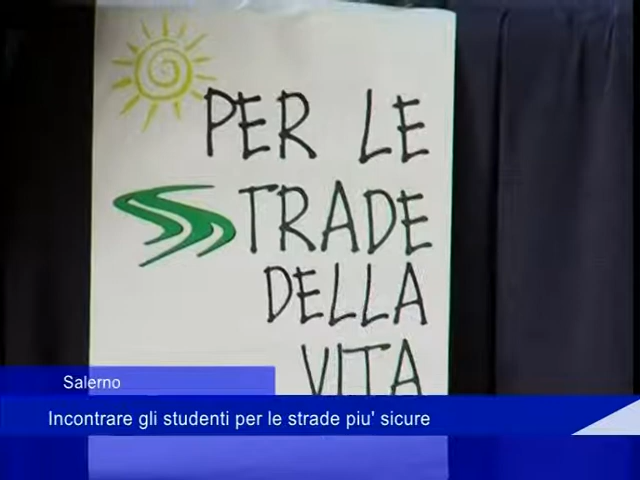 PER LE
STRADE
DELLA
VITA
Salerno
Incontrare gli studenti per le strade piu' sicure